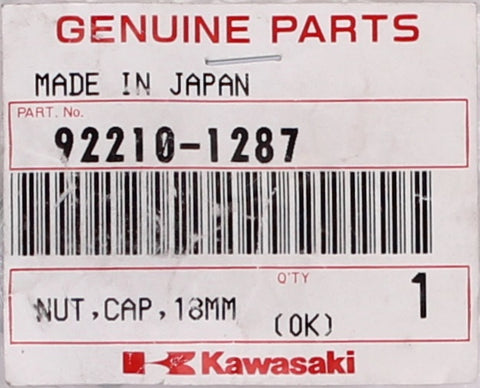 GENUINE PARTS
MADE IN JAPAN
PART. No.
92210-1287
Q'TY
NUT,CAP,18MM
(OK)
1
Kawasaki